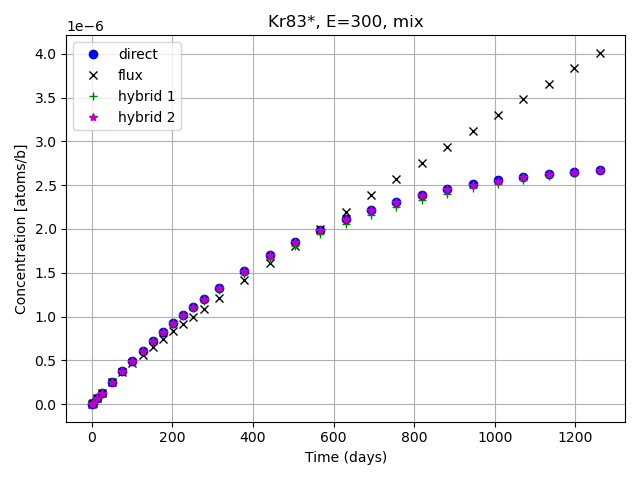 Kr83*, E=300, mix
1e−6
direct
flux
hybrid 1
hybrid 2
4.0
3.5
3.0
2.5
2.0
1.5
1.0
0.5
0.0
Concentration [atoms/b]
0 200 400 600 800 1000 1200
Time (days)